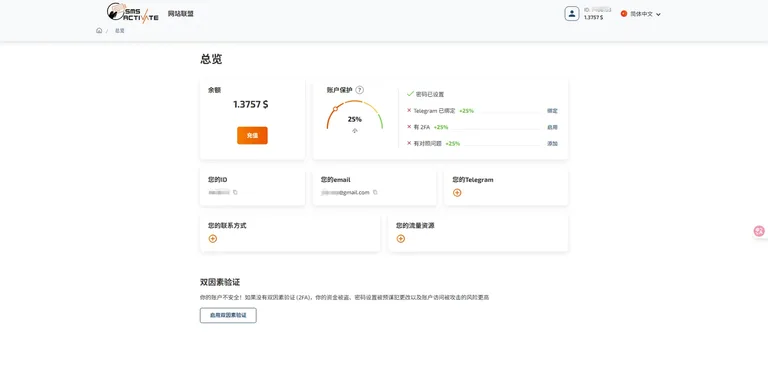 SMS
ACTIVATE
网站联盟
ID
1.3757 $
简体中文
/ 总览
总览
余额
1.3757 $
充值
账户保护 ?
25%
个
密码已设置
Telegram 已绑定 +25% 绑定
有 2FA +25% 启用
有对照问题 +25% 添加
您的ID
您的email
@gmail.com
您的Telegram
您的联系方式
您的流量资源
双因素验证
你的账户不安全！如果没有双因素验证 (2FA)，你的资金被盗、密码设置被预谋犯更改以及账户访问被攻击的风险更高
启用双因素验证